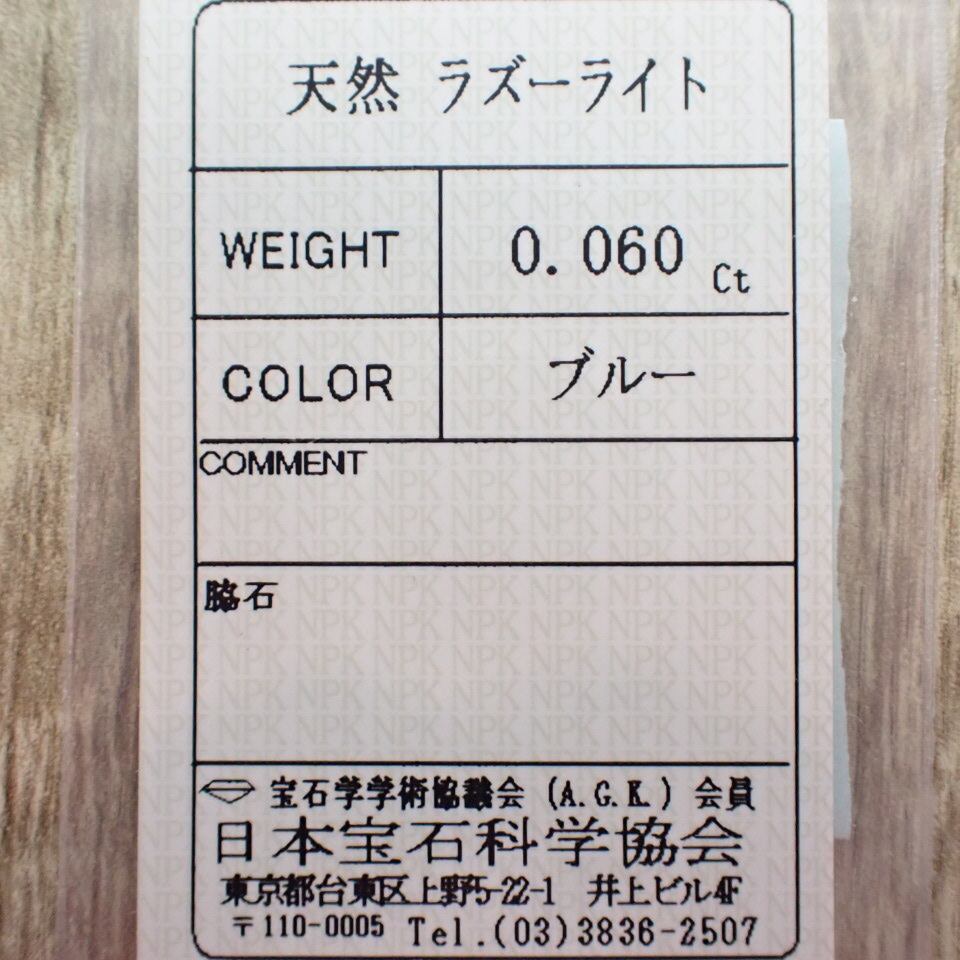 天然 ラズーライト
WEIGHT 0.060 Ct
COLOR ブルー
COMMENT
脇石
宝石学学術協議会 (A.G.K.) 会員
日本宝石科学協会
東京都台東区上野5-22-1 井上ビル4F
〒110-0005 Tel.(03)3836-2507